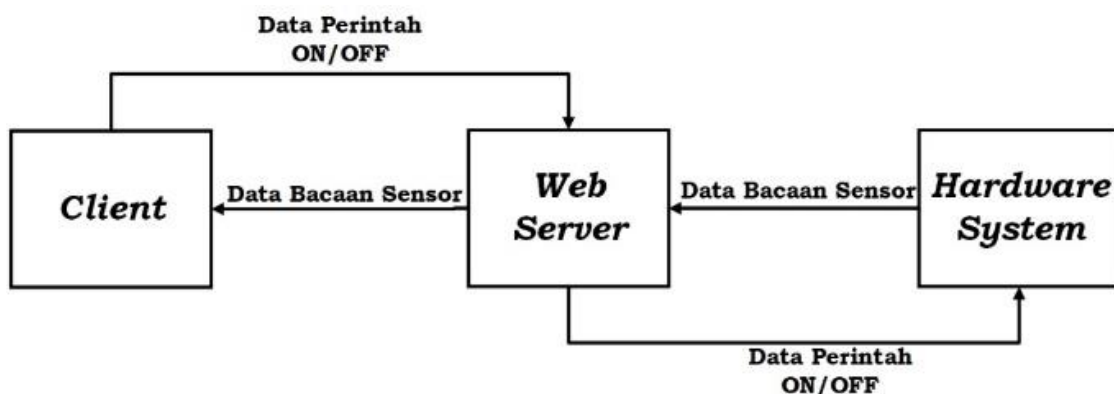 Data Perintah
ON/OFF
Client
Data Bacaan Sensor
Web
Server
Data Bacaan Sensor
Hardware
System
Data Perintah
ON/OFF